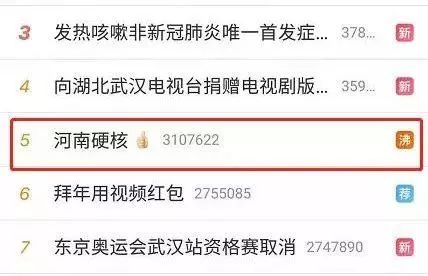 3 发热咳嗽非新冠肺炎唯一首发症... 378... 新
4 向湖北武汉电视台捐赠电视剧版... 359... 新
5 河南硬核👍 3107622 沸
6 拜年用视频红包 2755085 荐
7 东京奥运会武汉站资格赛取消 2747890 新